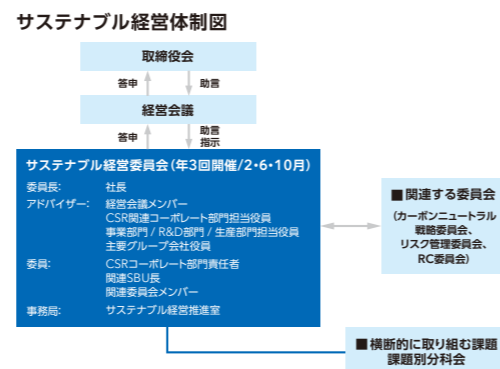 サステナブル経営体制図
取締役会
答申
助言
経営会議
答申
助言
指示
サステナブル経営委員会(年3回開催/2・6・10月)
委員長: 社長
アドバイザー: 経営会議メンバー
CSR関連コーポレート部門担当役員
事業部門 / R&D部門 / 生産部門担当役員
主要グループ会社役員
委員: CSRコーポレート部門責任者
関連SBU長
関連委員会メンバー
事務局: サステナブル経営推進室
■関連する委員会
(カーボンニュートラル
戦略委員会、
リスク管理委員会、
RC委員会)
■横断的に取り組む課題
課題別分科会